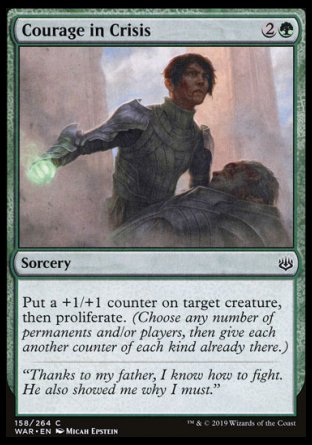 Courage in Crisis 2
Sorcery
Put a +1/+1 counter on target creature,
then proliferate. (Choose any number of
permanents and/or players, then give each
another counter of each kind already there.)
"Thanks to my father, I know how to fight.
He also showed me why I must."
158/264 C
WAR • EN Micah Epstein
™ & © 2019 Wizards of the Coast